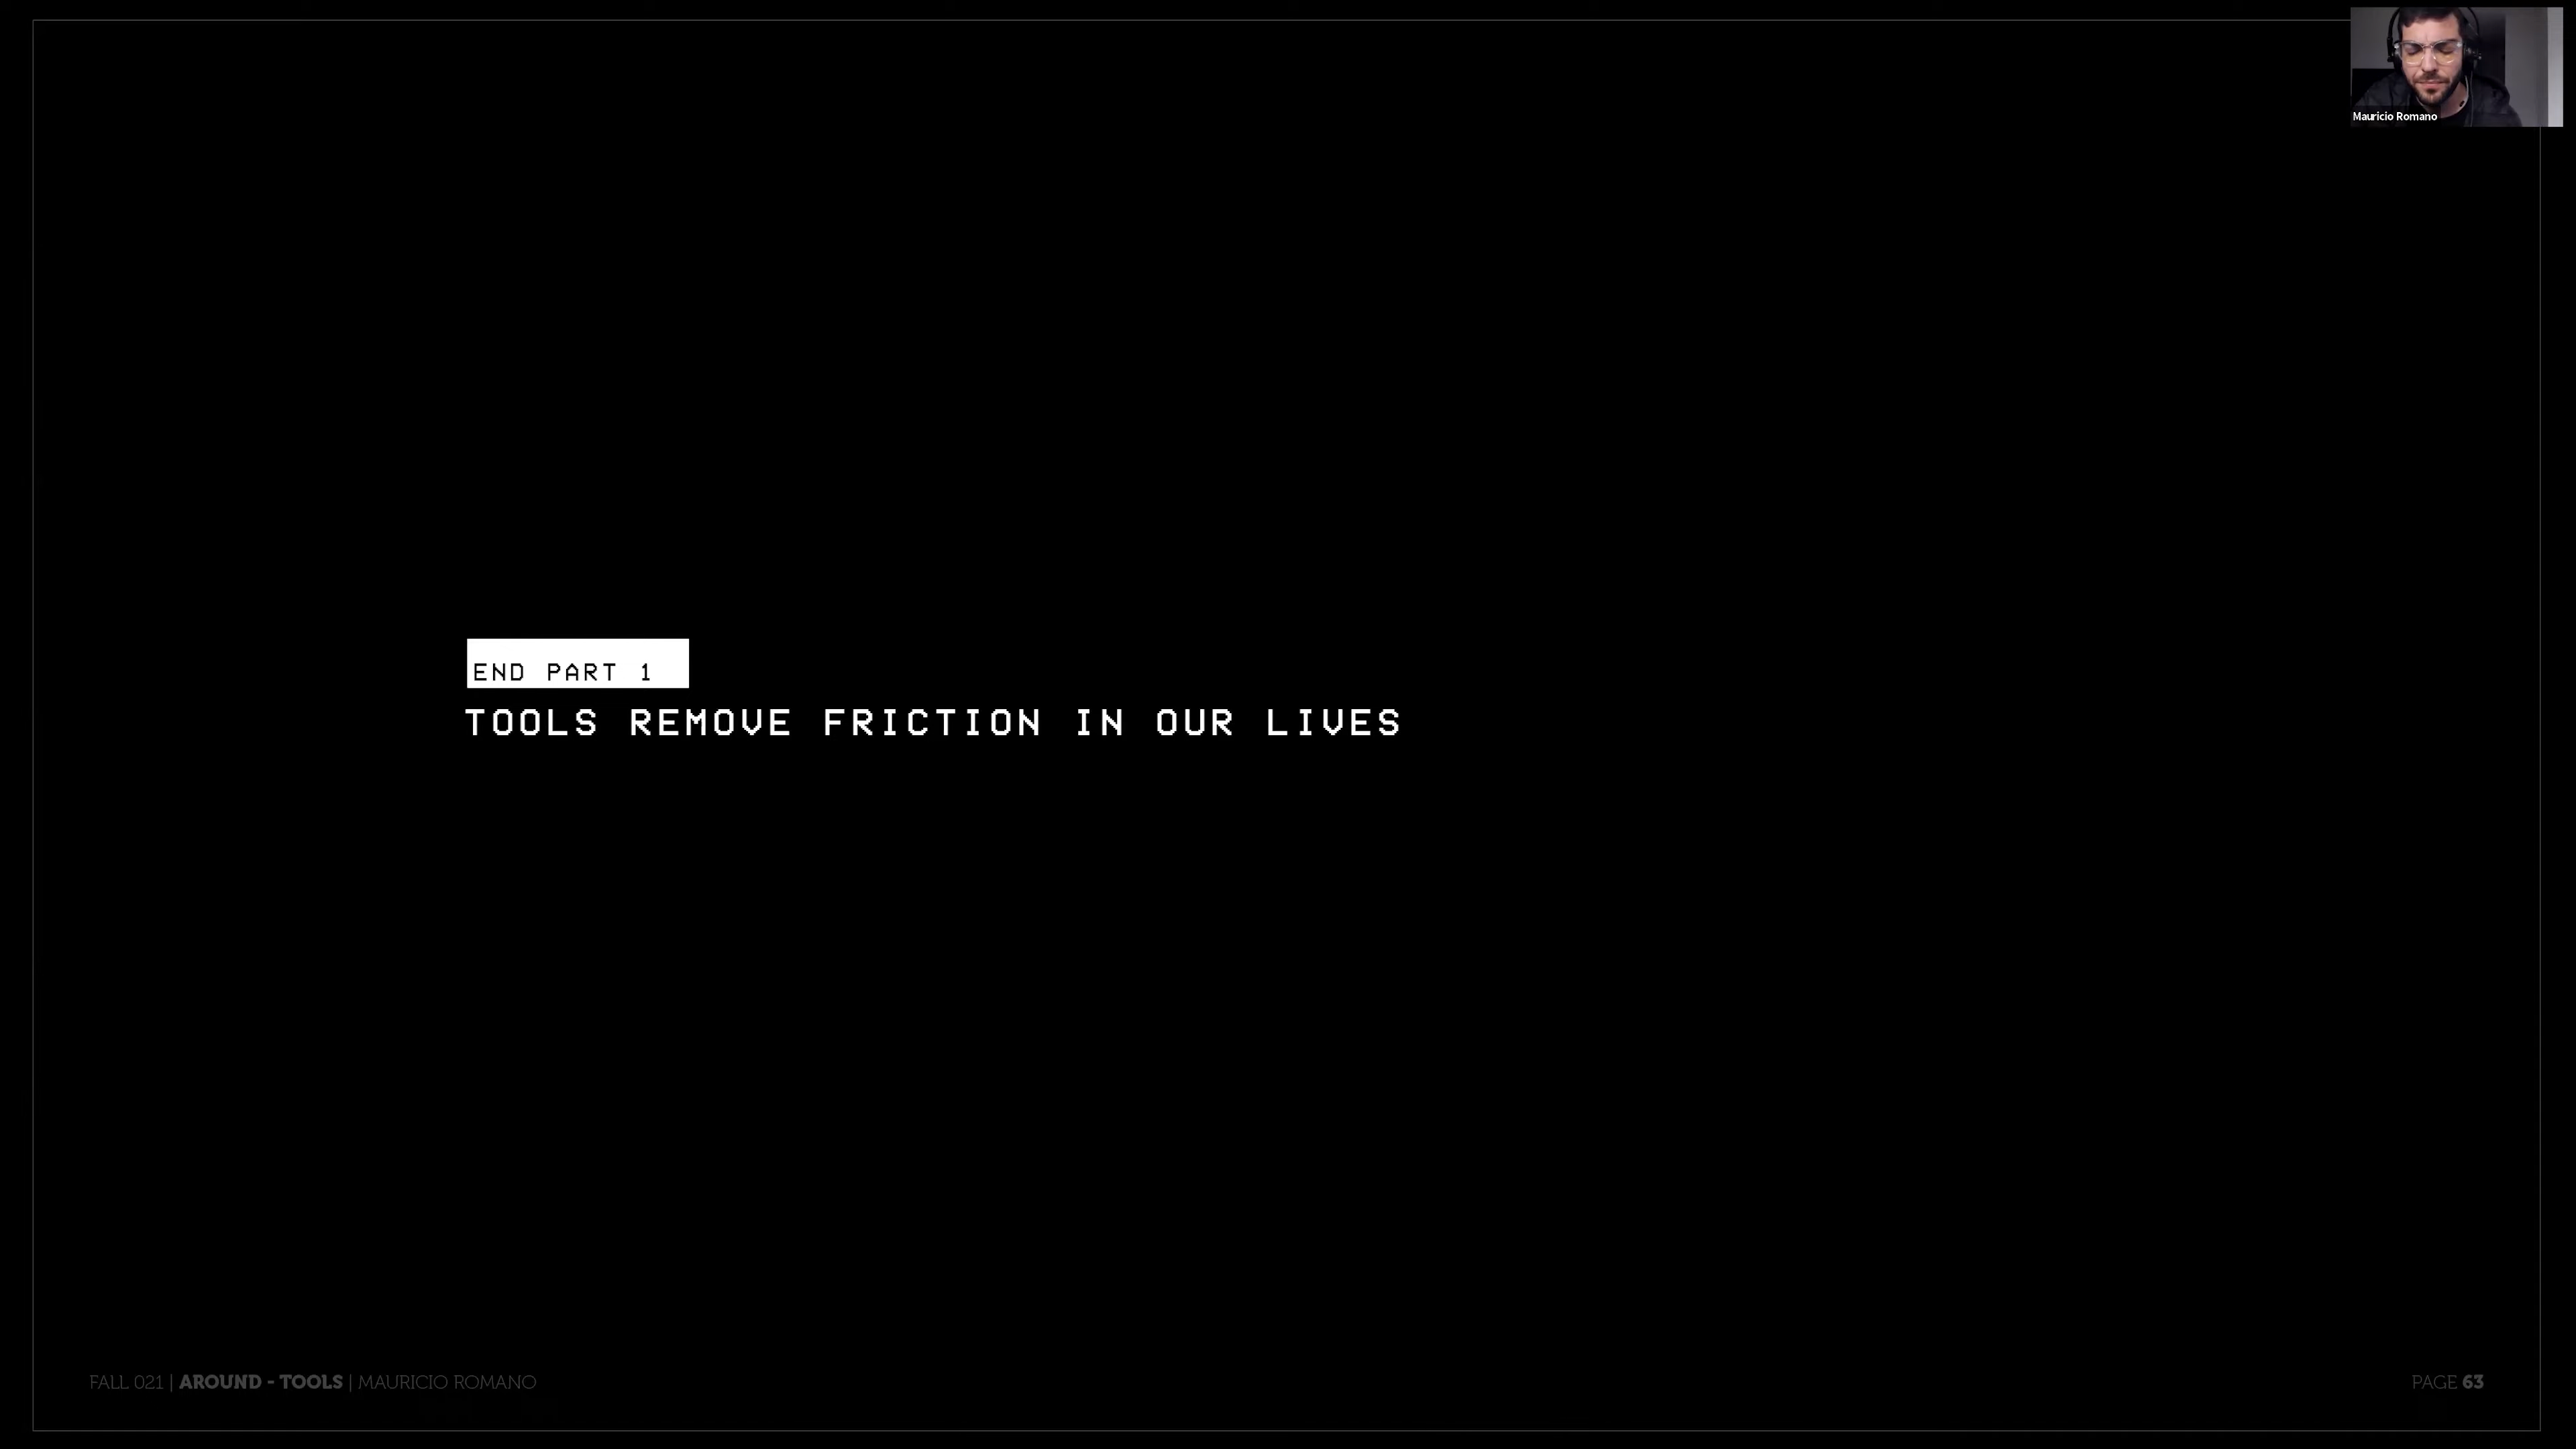 Mauricio Romano
END PART 1
TOOLS REMOVE FRICTION IN OUR LIVES
FALL 021 | AROUND - TOOLS | MAURICIO ROMANO
PAGE 63